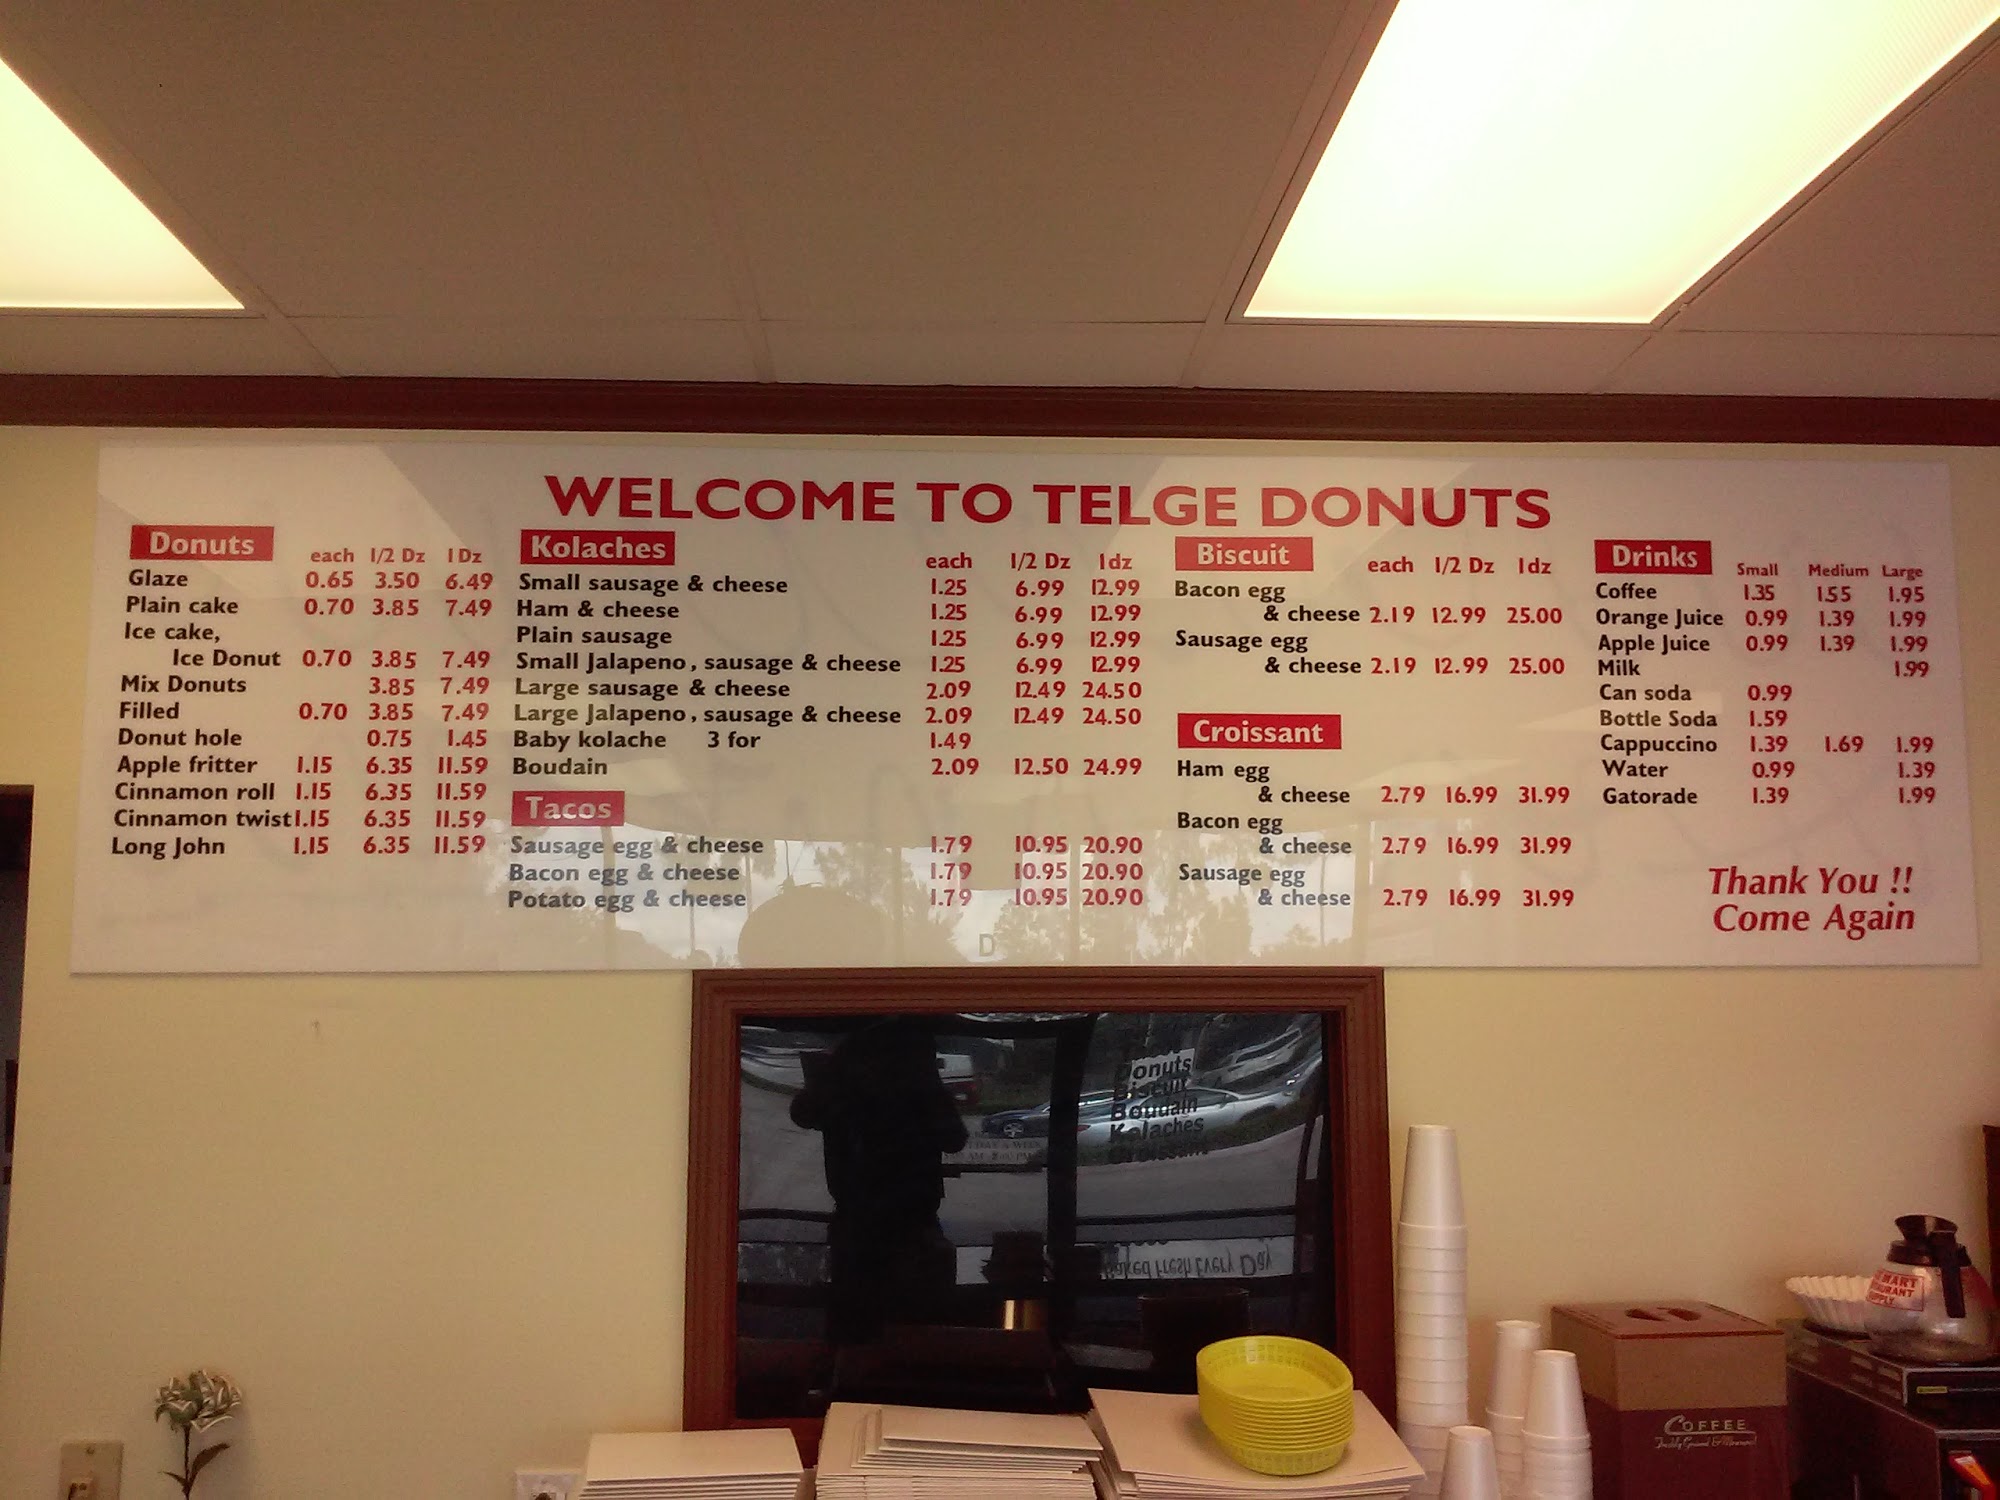 WELCOME TO TELGE DONUTS
Donuts each 1/2 Dz 1 Dz
Glaze 0.65 3.50 6.49
Plain cake 0.70 3.85 7.49
Ice cake,
Ice Donut 0.70 3.85 7.49
Mix Donuts 3.85 7.49
Filled 0.70 3.85 7.49
Donut hole 0.75 1.45
Apple fritter 1.15 6.35 11.59
Cinnamon roll 1.15 6.35 11.59
Cinnamon twist 1.15 6.35 11.59
Long John 1.15 6.35 11.59
Kolaches each 1/2 Dz 1dz
Small sausage & cheese 1.25 6.99 12.99
Ham & cheese 1.25 6.99 12.99
Plain sausage 1.25 6.99 12.99
Small Jalapeno, sausage & cheese 1.25 6.99 12.99
Large sausage & cheese 2.09 12.49 24.50
Large Jalapeno, sausage & cheese 2.09 12.49 24.50
Baby kolache 3 for 1.49
Boudain 2.09 12.50 24.99
Tacos
Sausage egg & cheese 1.79 10.95 20.90
Bacon egg & cheese 1.79 10.95 20.90
Potato egg & cheese 1.79 10.95 20.90
Biscuit each 1/2 Dz 1dz
Bacon egg
& cheese 2.19 12.99 25.00
Sausage egg
& cheese 2.19 12.99 25.00
Croissant
Ham egg
& cheese 2.79 16.99 31.99
Bacon egg
& cheese 2.79 16.99 31.99
Sausage egg
& cheese 2.79 16.99 31.99
Drinks Small Medium Large
Coffee 1.35 1.55 1.95
Orange Juice 0.99 1.39 1.99
Apple Juice 0.99 1.39 1.99
Milk 1.99
Can soda 0.99
Bottle Soda 1.59
Cappuccino 1.39 1.69 1.99
Water 0.99 1.39
Gatorade 1.39 1.99
Thank You !!
Come Again
D
Donuts
Biscuit
Boudain
Kolaches
Croissant
Baked Fresh Every Day
COFFEE
MART